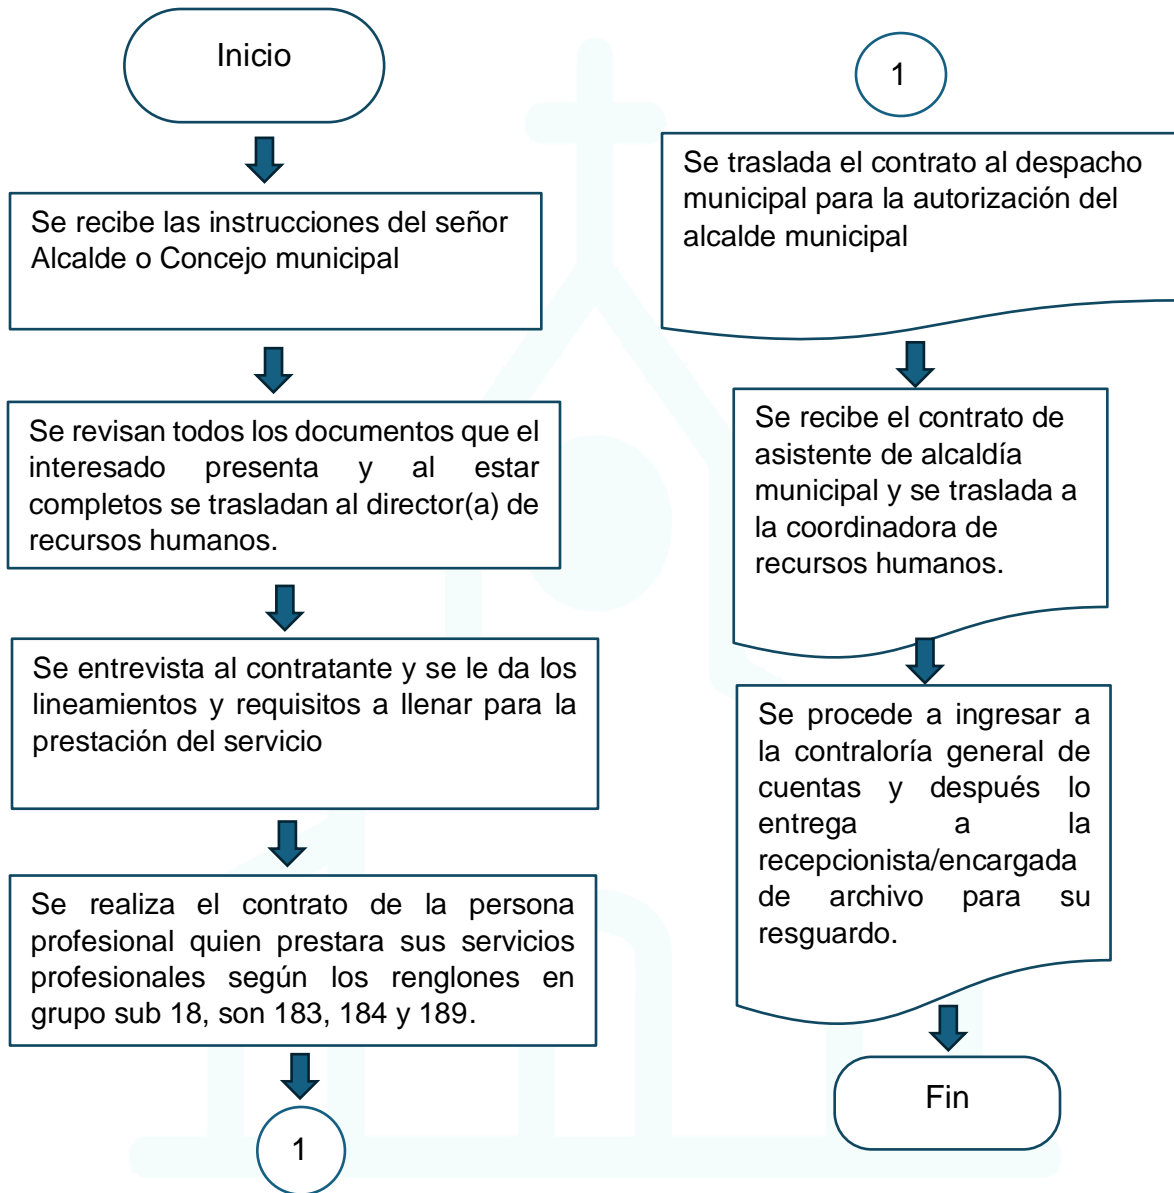 Inicio
Se recibe las instrucciones del señor
Alcalde o Concejo municipal
Se revisan todos los documentos que el
interesado presenta y al estar
completos se trasladan al director(a) de
recursos humanos.
Se entrevista al contratante y se le da los
lineamientos y requisitos a llenar para la
prestación del servicio
Se realiza el contrato de la persona
profesional quien prestara sus servicios
profesionales según los renglones en
grupo sub 18, son 183, 184 y 189.
1
1
Se traslada el contrato al despacho
municipal para la autorización del
alcalde municipal
Se recibe el contrato de
asistente de alcaldía
municipal y se traslada a
la coordinadora de
recursos humanos.
Se procede a ingresar a
la contraloría general de
cuentas y después lo
entrega a la
recepcionista/encargada
de archivo para su
resguardo.
Fin